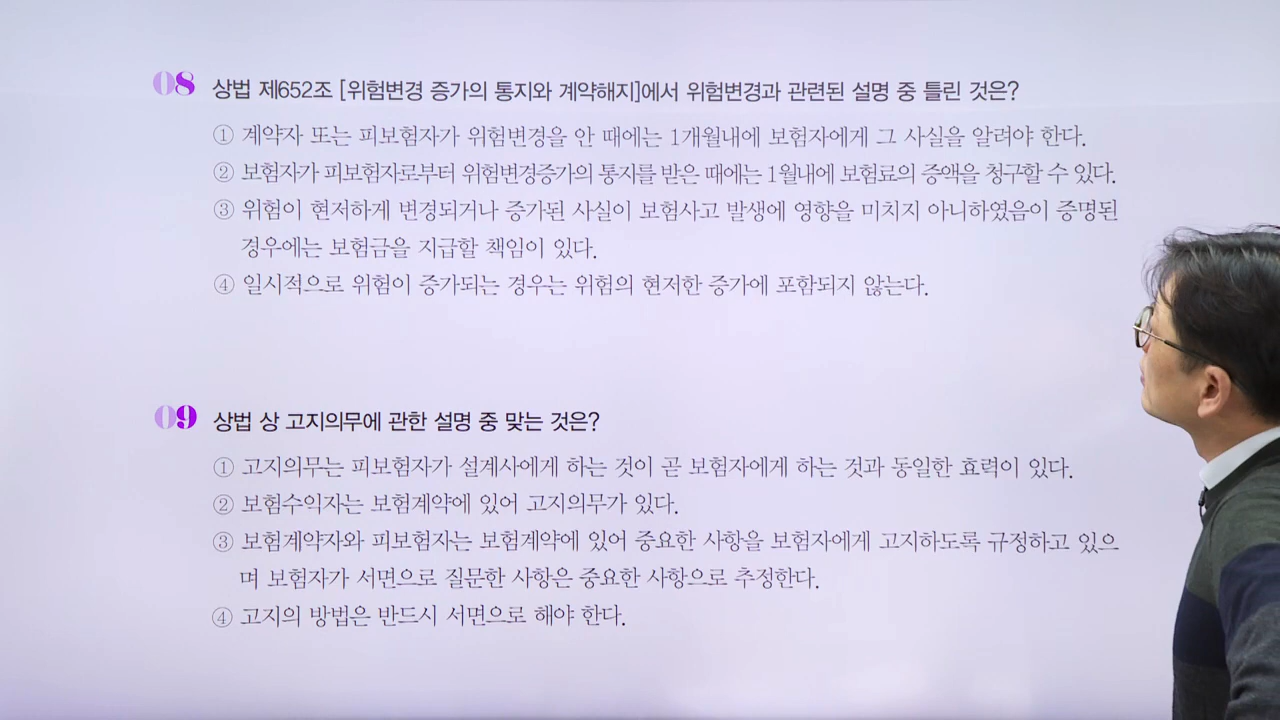 08 상법 제652조 [위험변경 증가의 통지와 계약해지]에서 위험변경과 관련된 설명 중 틀린 것은?
① 계약자 또는 피보험자가 위험변경을 안 때에는 1개월내에 보험자에게 그 사실을 알려야 한다.
② 보험자가 피보험자로부터 위험변경증가의 통지를 받은 때에는 1월내에 보험료의 증액을 청구할 수 있다.
③ 위험이 현저하게 변경되거나 증가된 사실이 보험사고 발생에 영향을 미치지 아니하였음이 증명된
경우에는 보험금을 지급할 책임이 있다.
④ 일시적으로 위험이 증가되는 경우는 위험의 현저한 증가에 포함되지 않는다.
09 상법 상 고지의무에 관한 설명 중 맞는 것은?
① 고지의무는 피보험자가 설계사에게 하는 것이 곧 보험자에게 하는 것과 동일한 효력이 있다.
② 보험수익자는 보험계약에 있어 고지의무가 있다.
③ 보험계약자와 피보험자는 보험계약에 있어 중요한 사항을 보험자에게 고지하도록 규정하고 있으
며 보험자가 서면으로 질문한 사항은 중요한 사항으로 추정한다.
④ 고지의 방법은 반드시 서면으로 해야 한다.